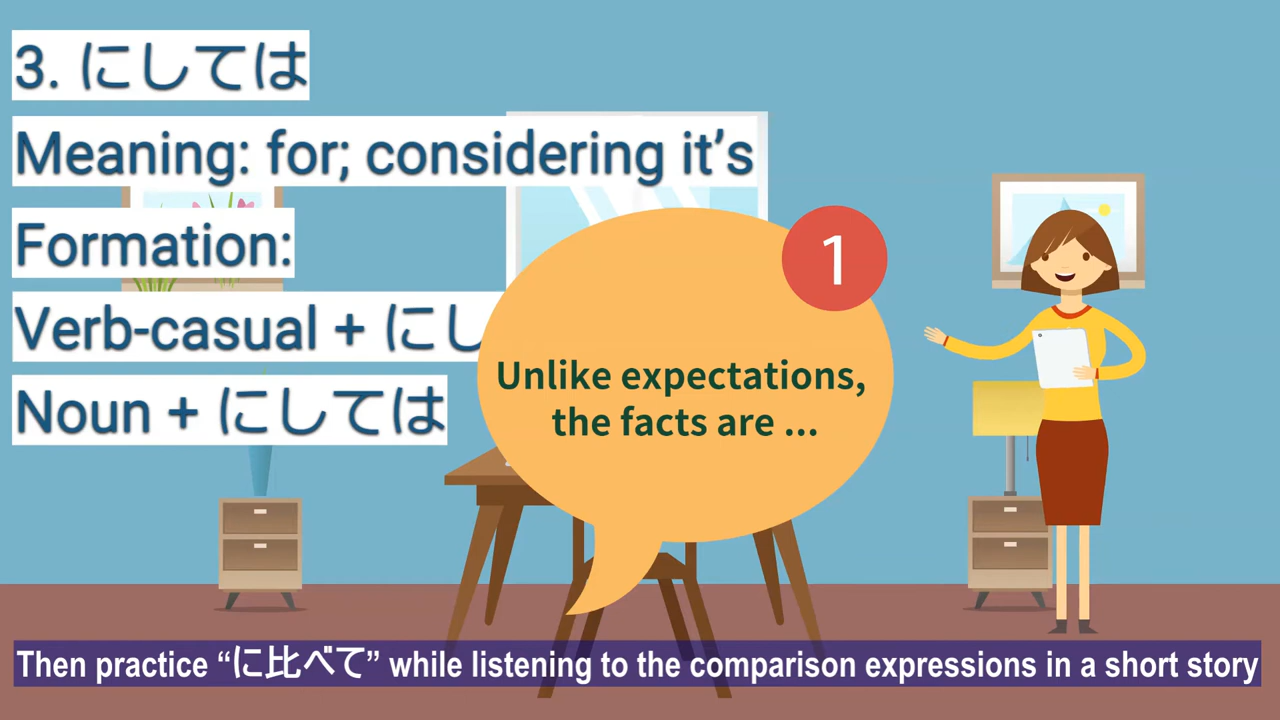 3. にしては
Meaning: for; considering it’s
Formation:
Verb-casual + にし
Noun + にしては
1
Unlike expectations,
the facts are ...
Then practice “に比べて” while listening to the comparison expressions in a short story